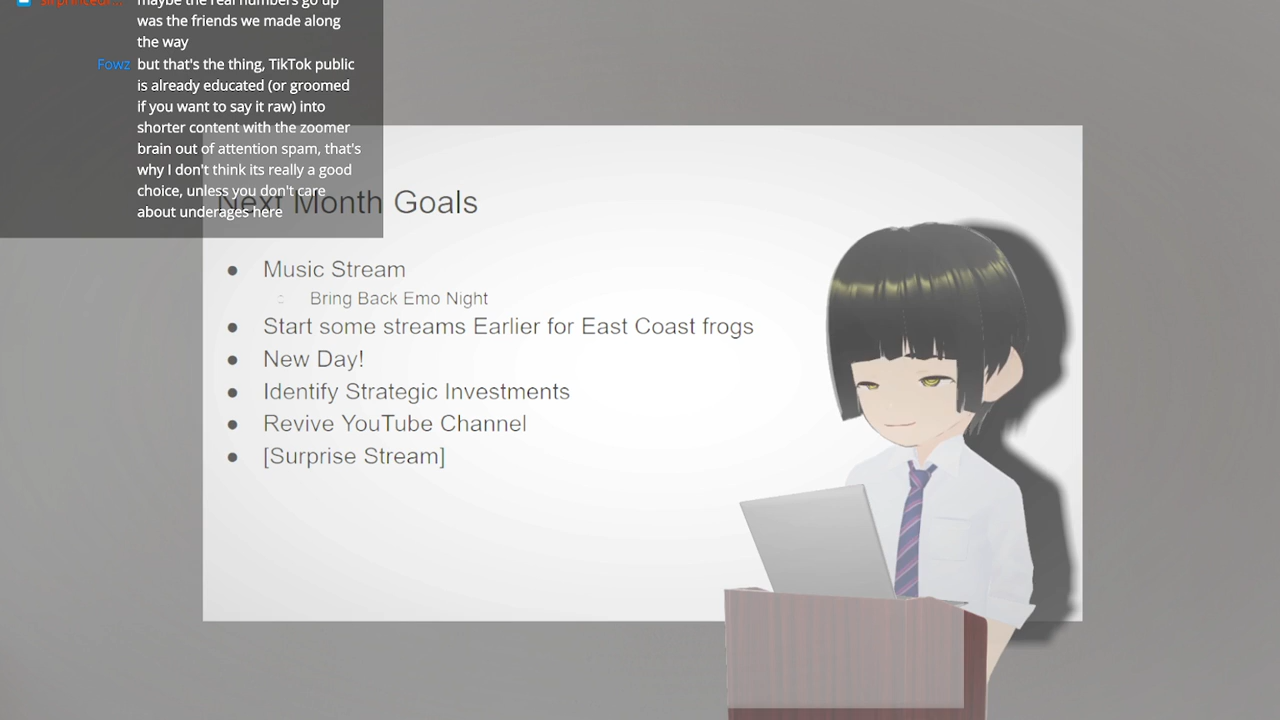 maybe the real numbers go up
was the friends we made along
the way
Fowz but that's the thing, TikTok public
is already educated (or groomed
if you want to say it raw) into
shorter content with the zoomer
brain out of attention spam, that's
why I don't think its really a good
choice, unless you don't care
about underages here
Next Month Goals
● Music Stream
○ Bring Back Emo Night
● Start some streams Earlier for East Coast frogs
● New Day!
● Identify Strategic Investments
● Revive YouTube Channel
● [Surprise Stream]